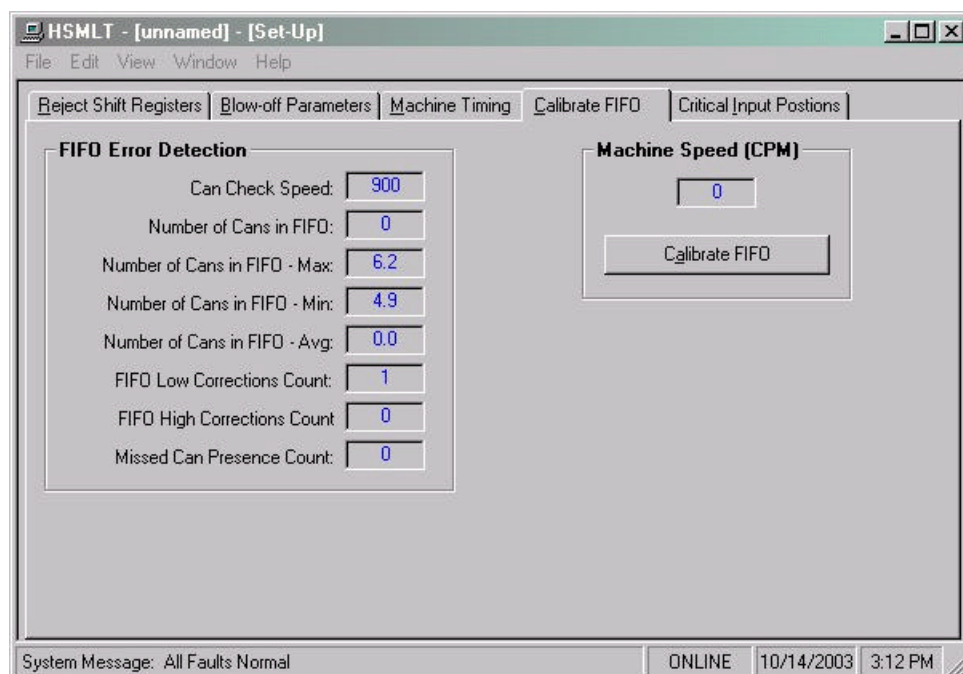 HSMLT - [unnamed] - [Set-Up]
File Edit View Window Help
Reject Shift Registers Blow-off Parameters Machine Timing Calibrate FIFO Critical Input Postions
FIFO Error Detection
Can Check Speed: 900
Number of Cans in FIFO: 0
Number of Cans in FIFO - Max: 6.2
Number of Cans in FIFO - Min: 4.9
Number of Cans in FIFO - Avg: 0.0
FIFO Low Corrections Count: 1
FIFO High Corrections Count 0
Missed Can Presence Count: 0
Machine Speed (CPM)
0
Calibrate FIFO
System Message: All Faults Normal ONLINE 10/14/2003 3:12 PM